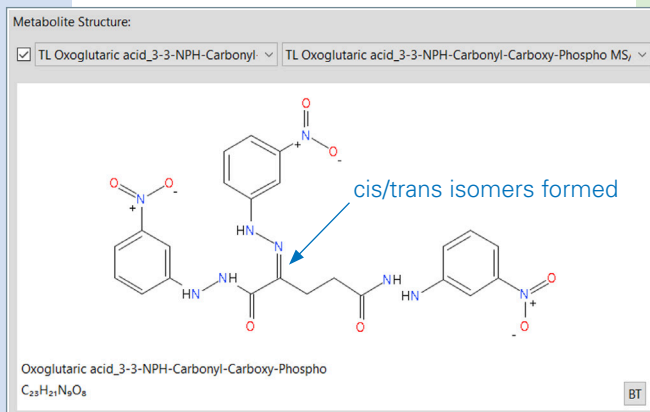 Metabolite Structure:
TL Oxoglutaric acid_3-3-NPH-Carbonyl-
TL Oxoglutaric acid_3-3-NPH-Carbonyl-Carboxy-Phospho MS/
O
N
+
O
-
O
N
+
O
-
cis/trans isomers formed
HN
N
HN
NH
O
O
NH
HN
N
+
O
O
-
Oxoglutaric acid_3-3-NPH-Carbonyl-Carboxy-Phospho
C₂₃H₂₁N₉O₈
BT